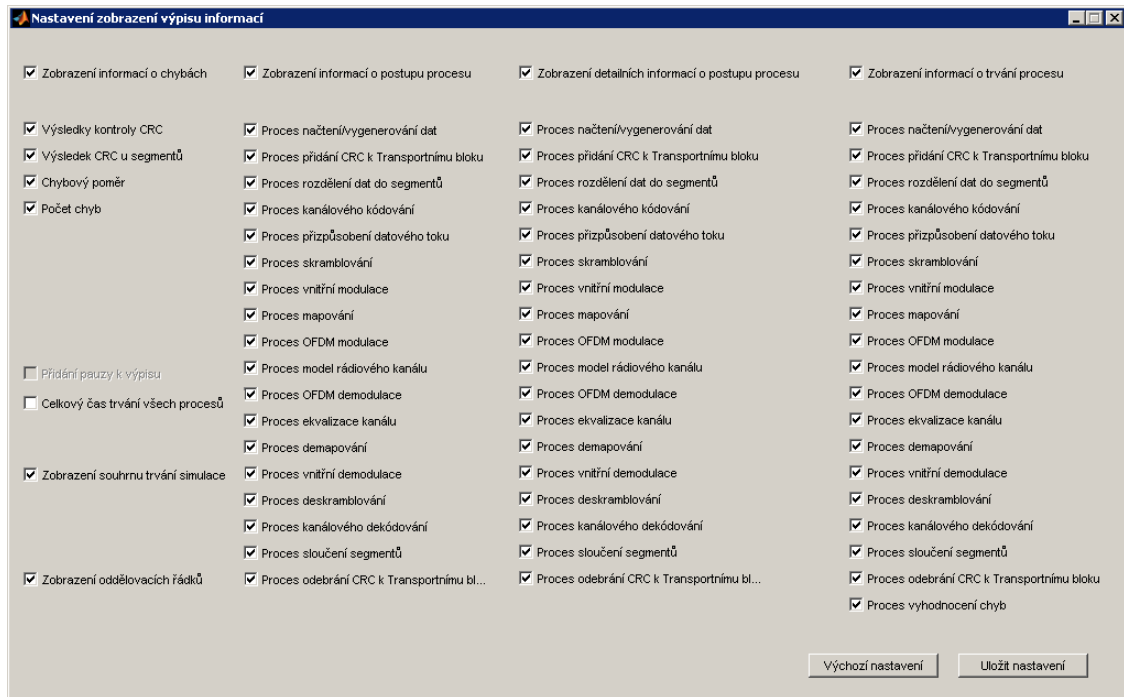 Nastavení zobrazení výpisu informací
Zobrazení informací o chybách
Zobrazení informací o postupu procesu
Zobrazení detailních informací o postupu procesu
Zobrazení informací o trvání procesu
Výsledky kontroly CRC
Výsledek CRC u segmentů
Chybový poměr
Počet chyb
Přidání pauzy k výpisu
Celkový čas trvání všech procesů
Zobrazení souhrnu trvání simulace
Zobrazení oddělovacích řádků
Proces načtení/vygenerování dat
Proces přidání CRC k Transportnímu bloku
Proces rozdělení dat do segmentů
Proces kanálového kódování
Proces přizpůsobení datového toku
Proces skramblování
Proces vnitřní modulace
Proces mapování
Proces OFDM modulace
Proces model rádiového kanálu
Proces OFDM demodulace
Proces ekvalizace kanálu
Proces demapování
Proces vnitřní demodulace
Proces deskramblování
Proces kanálového dekódování
Proces sloučení segmentů
Proces odebrání CRC k Transportnímu bl...
Proces načtení/vygenerování dat
Proces přidání CRC k Transportnímu bloku
Proces rozdělení dat do segmentů
Proces kanálového kódování
Proces přizpůsobení datového toku
Proces skramblování
Proces vnitřní modulace
Proces mapování
Proces OFDM modulace
Proces model rádiového kanálu
Proces OFDM demodulace
Proces ekvalizace kanálu
Proces demapování
Proces vnitřní demodulace
Proces deskramblování
Proces kanálového dekódování
Proces sloučení segmentů
Proces odebrání CRC k Transportnímu bl...
Proces načtení/vygenerování dat
Proces přidání CRC k Transportnímu bloku
Proces rozdělení dat do segmentů
Proces kanálového kódování
Proces přizpůsobení datového toku
Proces skramblování
Proces vnitřní modulace
Proces mapování
Proces OFDM modulace
Proces model rádiového kanálu
Proces OFDM demodulace
Proces ekvalizace kanálu
Proces demapování
Proces vnitřní demodulace
Proces deskramblování
Proces kanálového dekódování
Proces sloučení segmentů
Proces odebrání CRC k Transportnímu bloku
Proces vyhodnocení chyb
Výchozí nastavení
Uložit nastavení